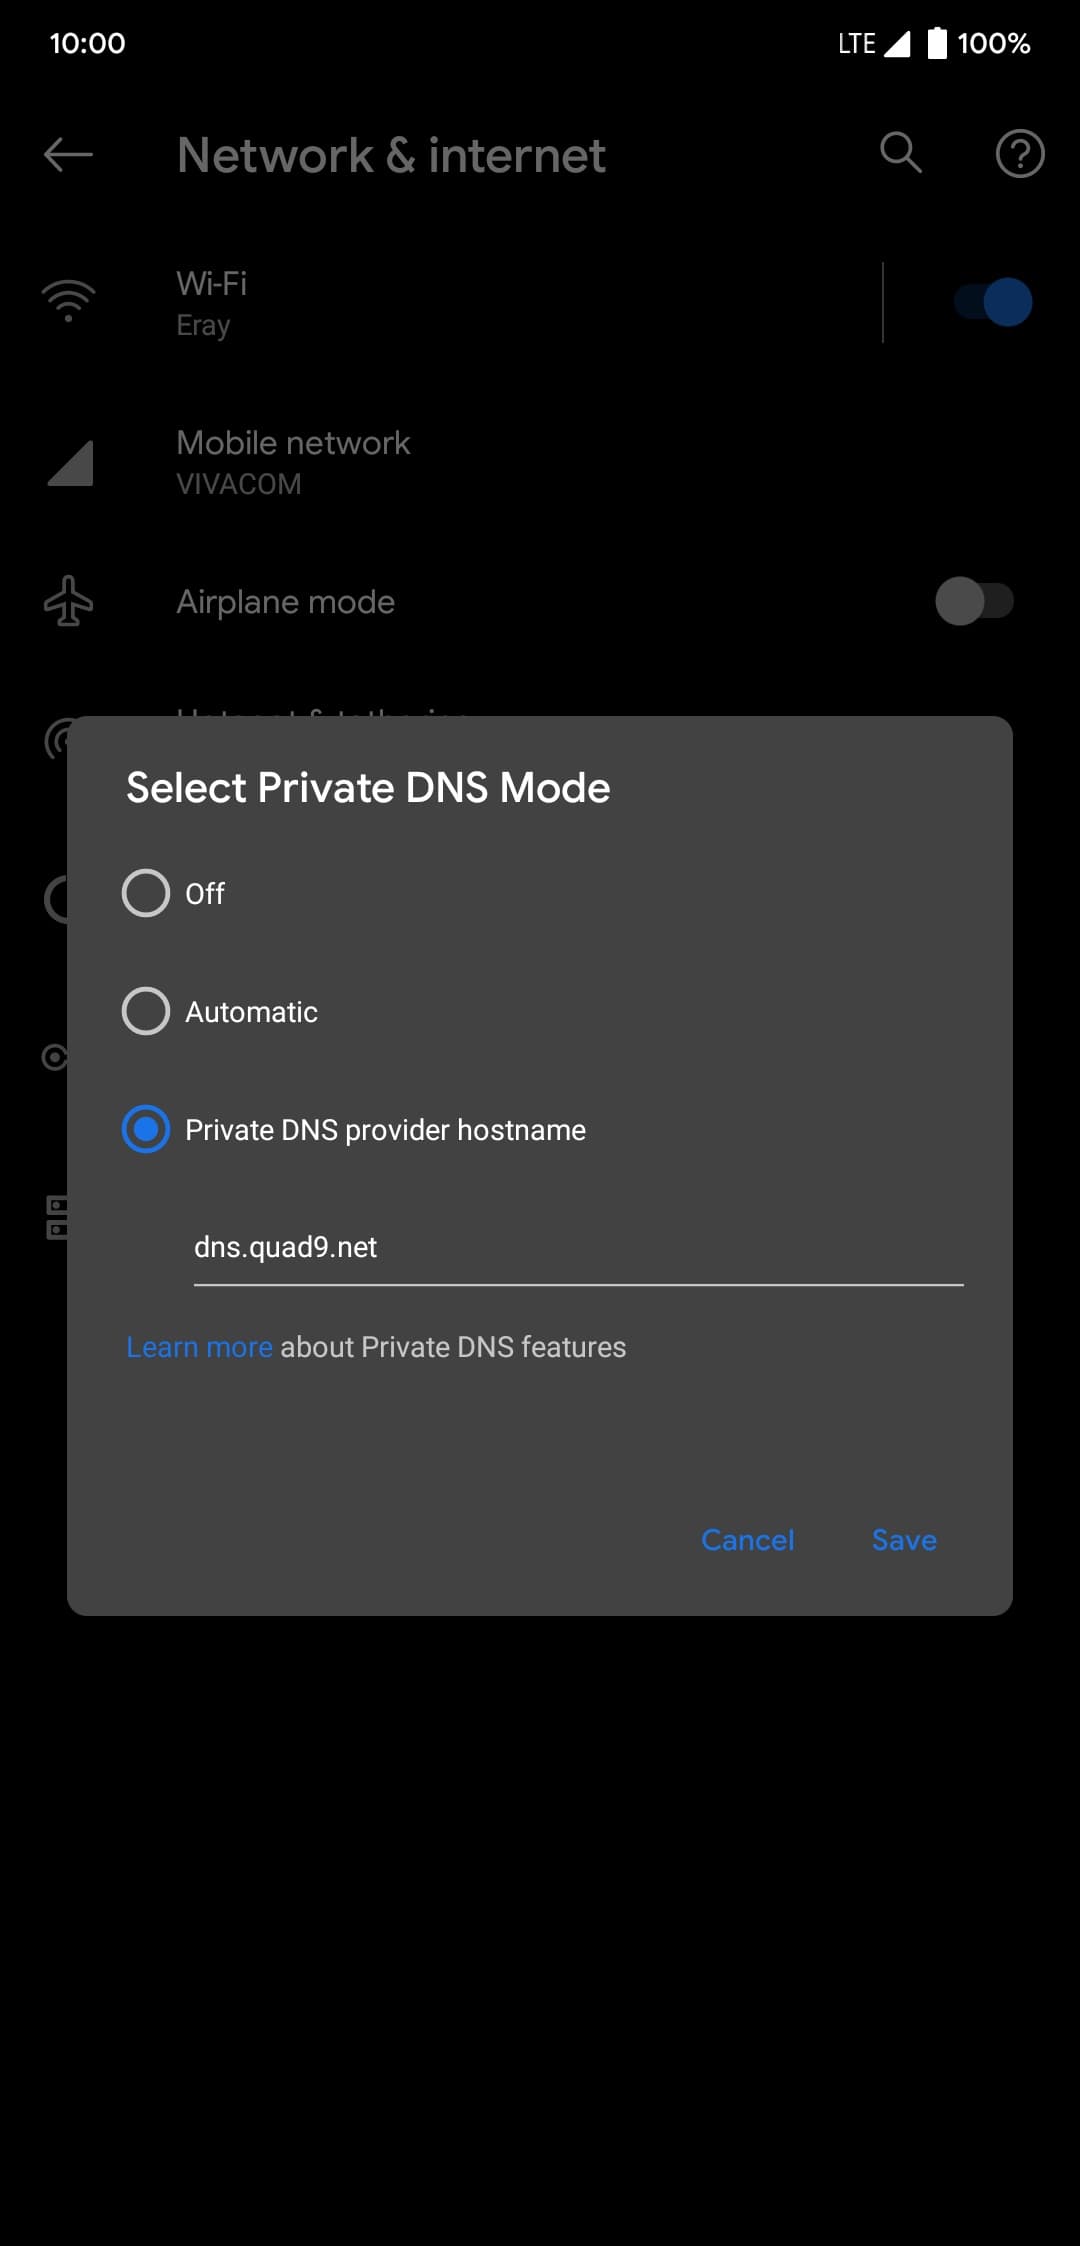 10:00
LTE 100%
Network & internet
Wi-Fi
Eray
Mobile network
VIVACOM
Airplane mode
Select Private DNS Mode
Off
Automatic
Private DNS provider hostname
dns.quad9.net
Learn more about Private DNS features
Cancel
Save